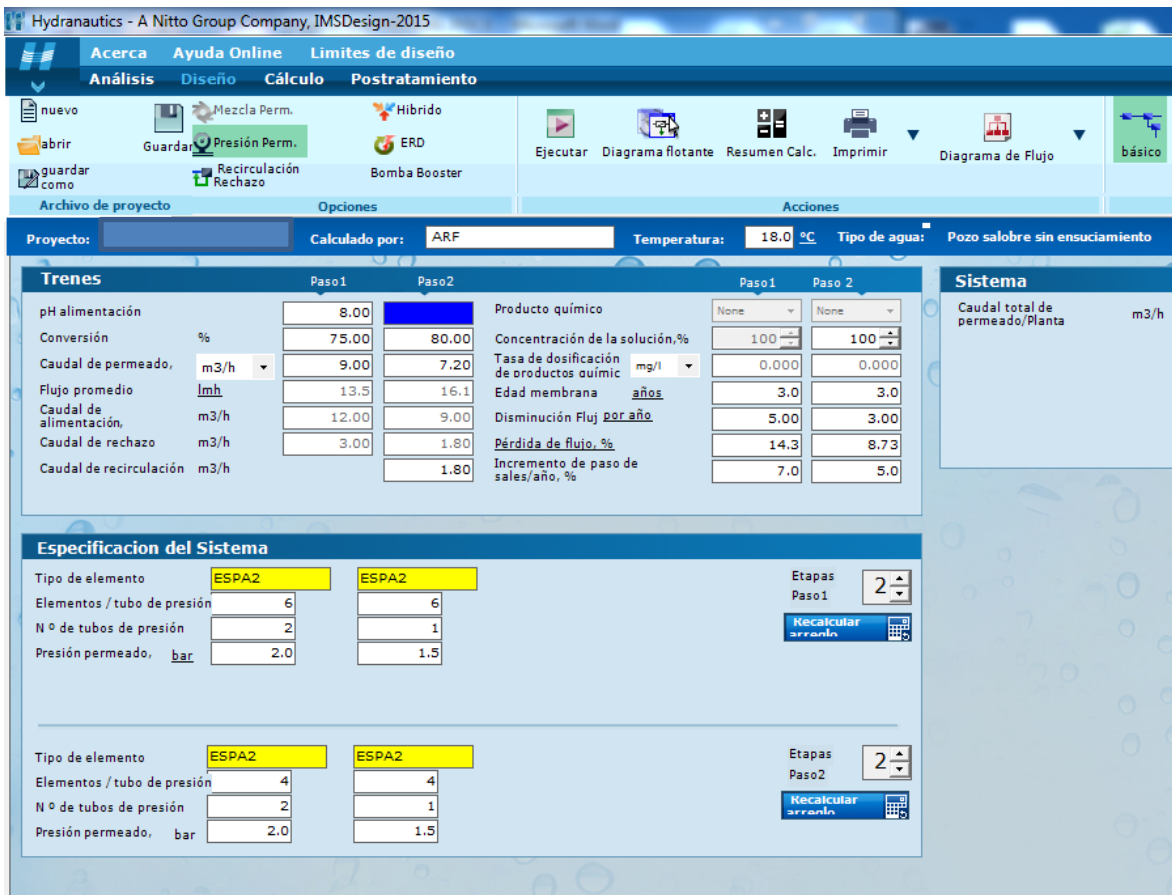 Hydranautics - A Nitto Group Company, IMSDesign-2015
Acerca Ayuda Online Limites de diseño
Análisis Diseño Cálculo Postratamiento
nuevo
abrir
guardar como
Guardar
Mezcla Perm.
Presión Perm.
Recirculación Rechazo
Hibrido
ERD
Bomba Booster
Ejecutar Diagrama flotante Resumen Calc. Imprimir Diagrama de Flujo básico
Archivo de proyecto Opciones Acciones
Proyecto: Calculado por: ARF Temperatura: 18.0 ºC Tipo de agua: Pozo salobre sin ensuciamiento
Trenes Paso1 Paso2
pH alimentación 8.00
Conversión % 75.00 80.00
Caudal de permeado, m3/h 9.00 7.20
Flujo promedio lmh 13.5 16.1
Caudal de alimentación, m3/h 12.00 9.00
Caudal de rechazo m3/h 3.00 1.80
Caudal de recirculación m3/h 1.80
Paso1 Paso 2
Producto químico None None
Concentración de la solución,% 100 100
Tasa de dosificación de productos químic mg/l 0.000 0.000
Edad membrana años 3.0 3.0
Disminución Fluj por año 5.00 3.00
Pérdida de flujo, % 14.3 8.73
Incremento de paso de sales/año, % 7.0 5.0
Sistema
Caudal total de permeado/Planta m3/h
Especificacion del Sistema
Tipo de elemento ESPA2 ESPA2
Elementos / tubo de presión 6 6
N º de tubos de presión 2 1
Presión permeado, bar 2.0 1.5
Etapas Paso1 2
Recalcular arreglo
Tipo de elemento ESPA2 ESPA2
Elementos / tubo de presión 4 4
N º de tubos de presión 2 1
Presión permeado, bar 2.0 1.5
Etapas Paso2 2
Recalcular arreglo